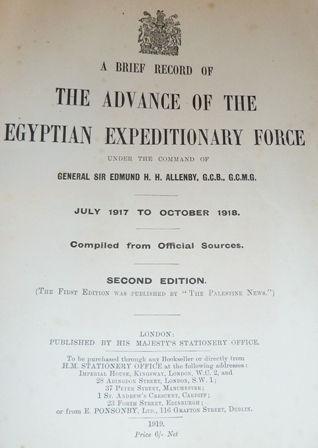 A BRIEF RECORD OF
THE ADVANCE OF THE
EGYPTIAN EXPEDITIONARY FORCE
UNDER THE COMMAND OF
GENERAL SIR EDMUND H. H. ALLENBY, G.C.B., G.C.M.G.
JULY 1917 TO OCTOBER 1918.
Compiled from Official Sources.
SECOND EDITION.
(THE FIRST EDITION WAS PUBLISHED BY "THE PALESTINE NEWS.")
LONDON:
PUBLISHED BY HIS MAJESTY'S STATIONERY OFFICE.
To be purchased through any Bookseller or directly from
H.M. STATIONERY OFFICE at the following addresses:
IMPERIAL HOUSE, KINGSWAY, LONDON, W.C. 2, and
28 ABINGDON STREET, LONDON, S.W. 1;
37 PETER STREET, MANCHESTER;
1 ST. ANDREW'S CRESCENT, CARDIFF;
23 FORTH STREET, EDINBURGH;
or from E. PONSONBY, LTD., 116 GRAFTON STREET, DUBLIN.
1919.
Price 6/- Net